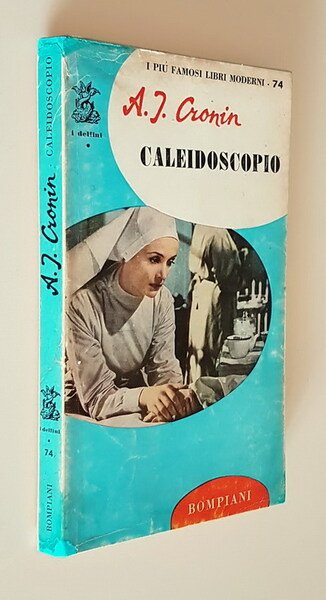 I PIÙ FAMOSI LIBRI MODERNI . 74
A. J. Cronin
CALEIDOSCOPIO
BOMPIANI
CALEIDOSCOPIO
i delfini
A. J. Cronin
i delfini
74
BOMPIANI